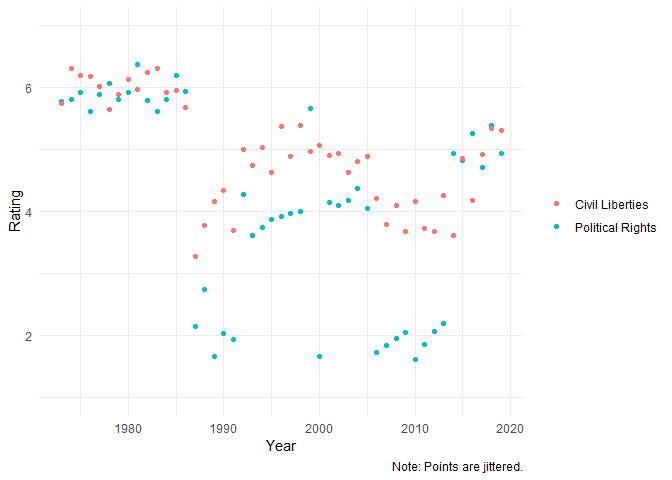 6
4
2
Rating
1980
1990
2000
2010
2020
Year
Civil Liberties
Political Rights
Note: Points are jittered.